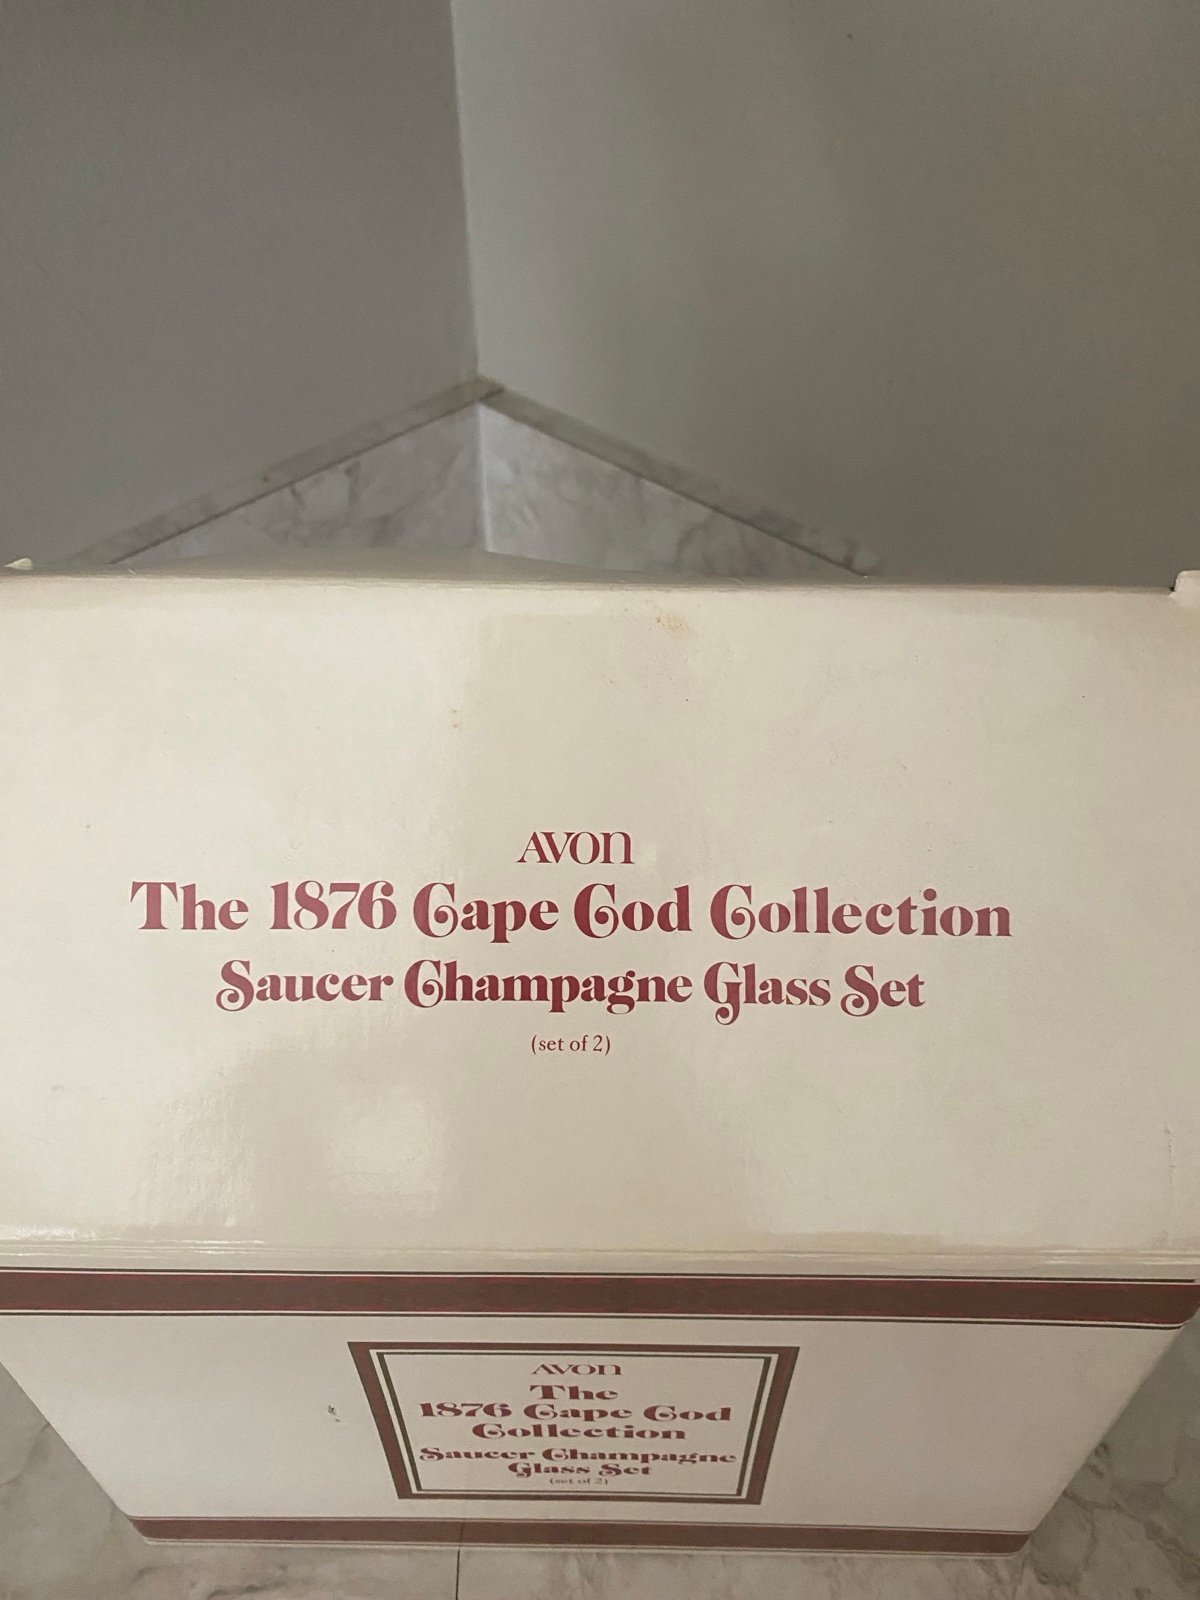 AVON
The 1876 Cape Cod Collection
Saucer Champagne Glass Set
(set of 2)
AVON
The
1876 Cape Cod
Collection
Saucer Champagne
Glass Set
(set of 2)